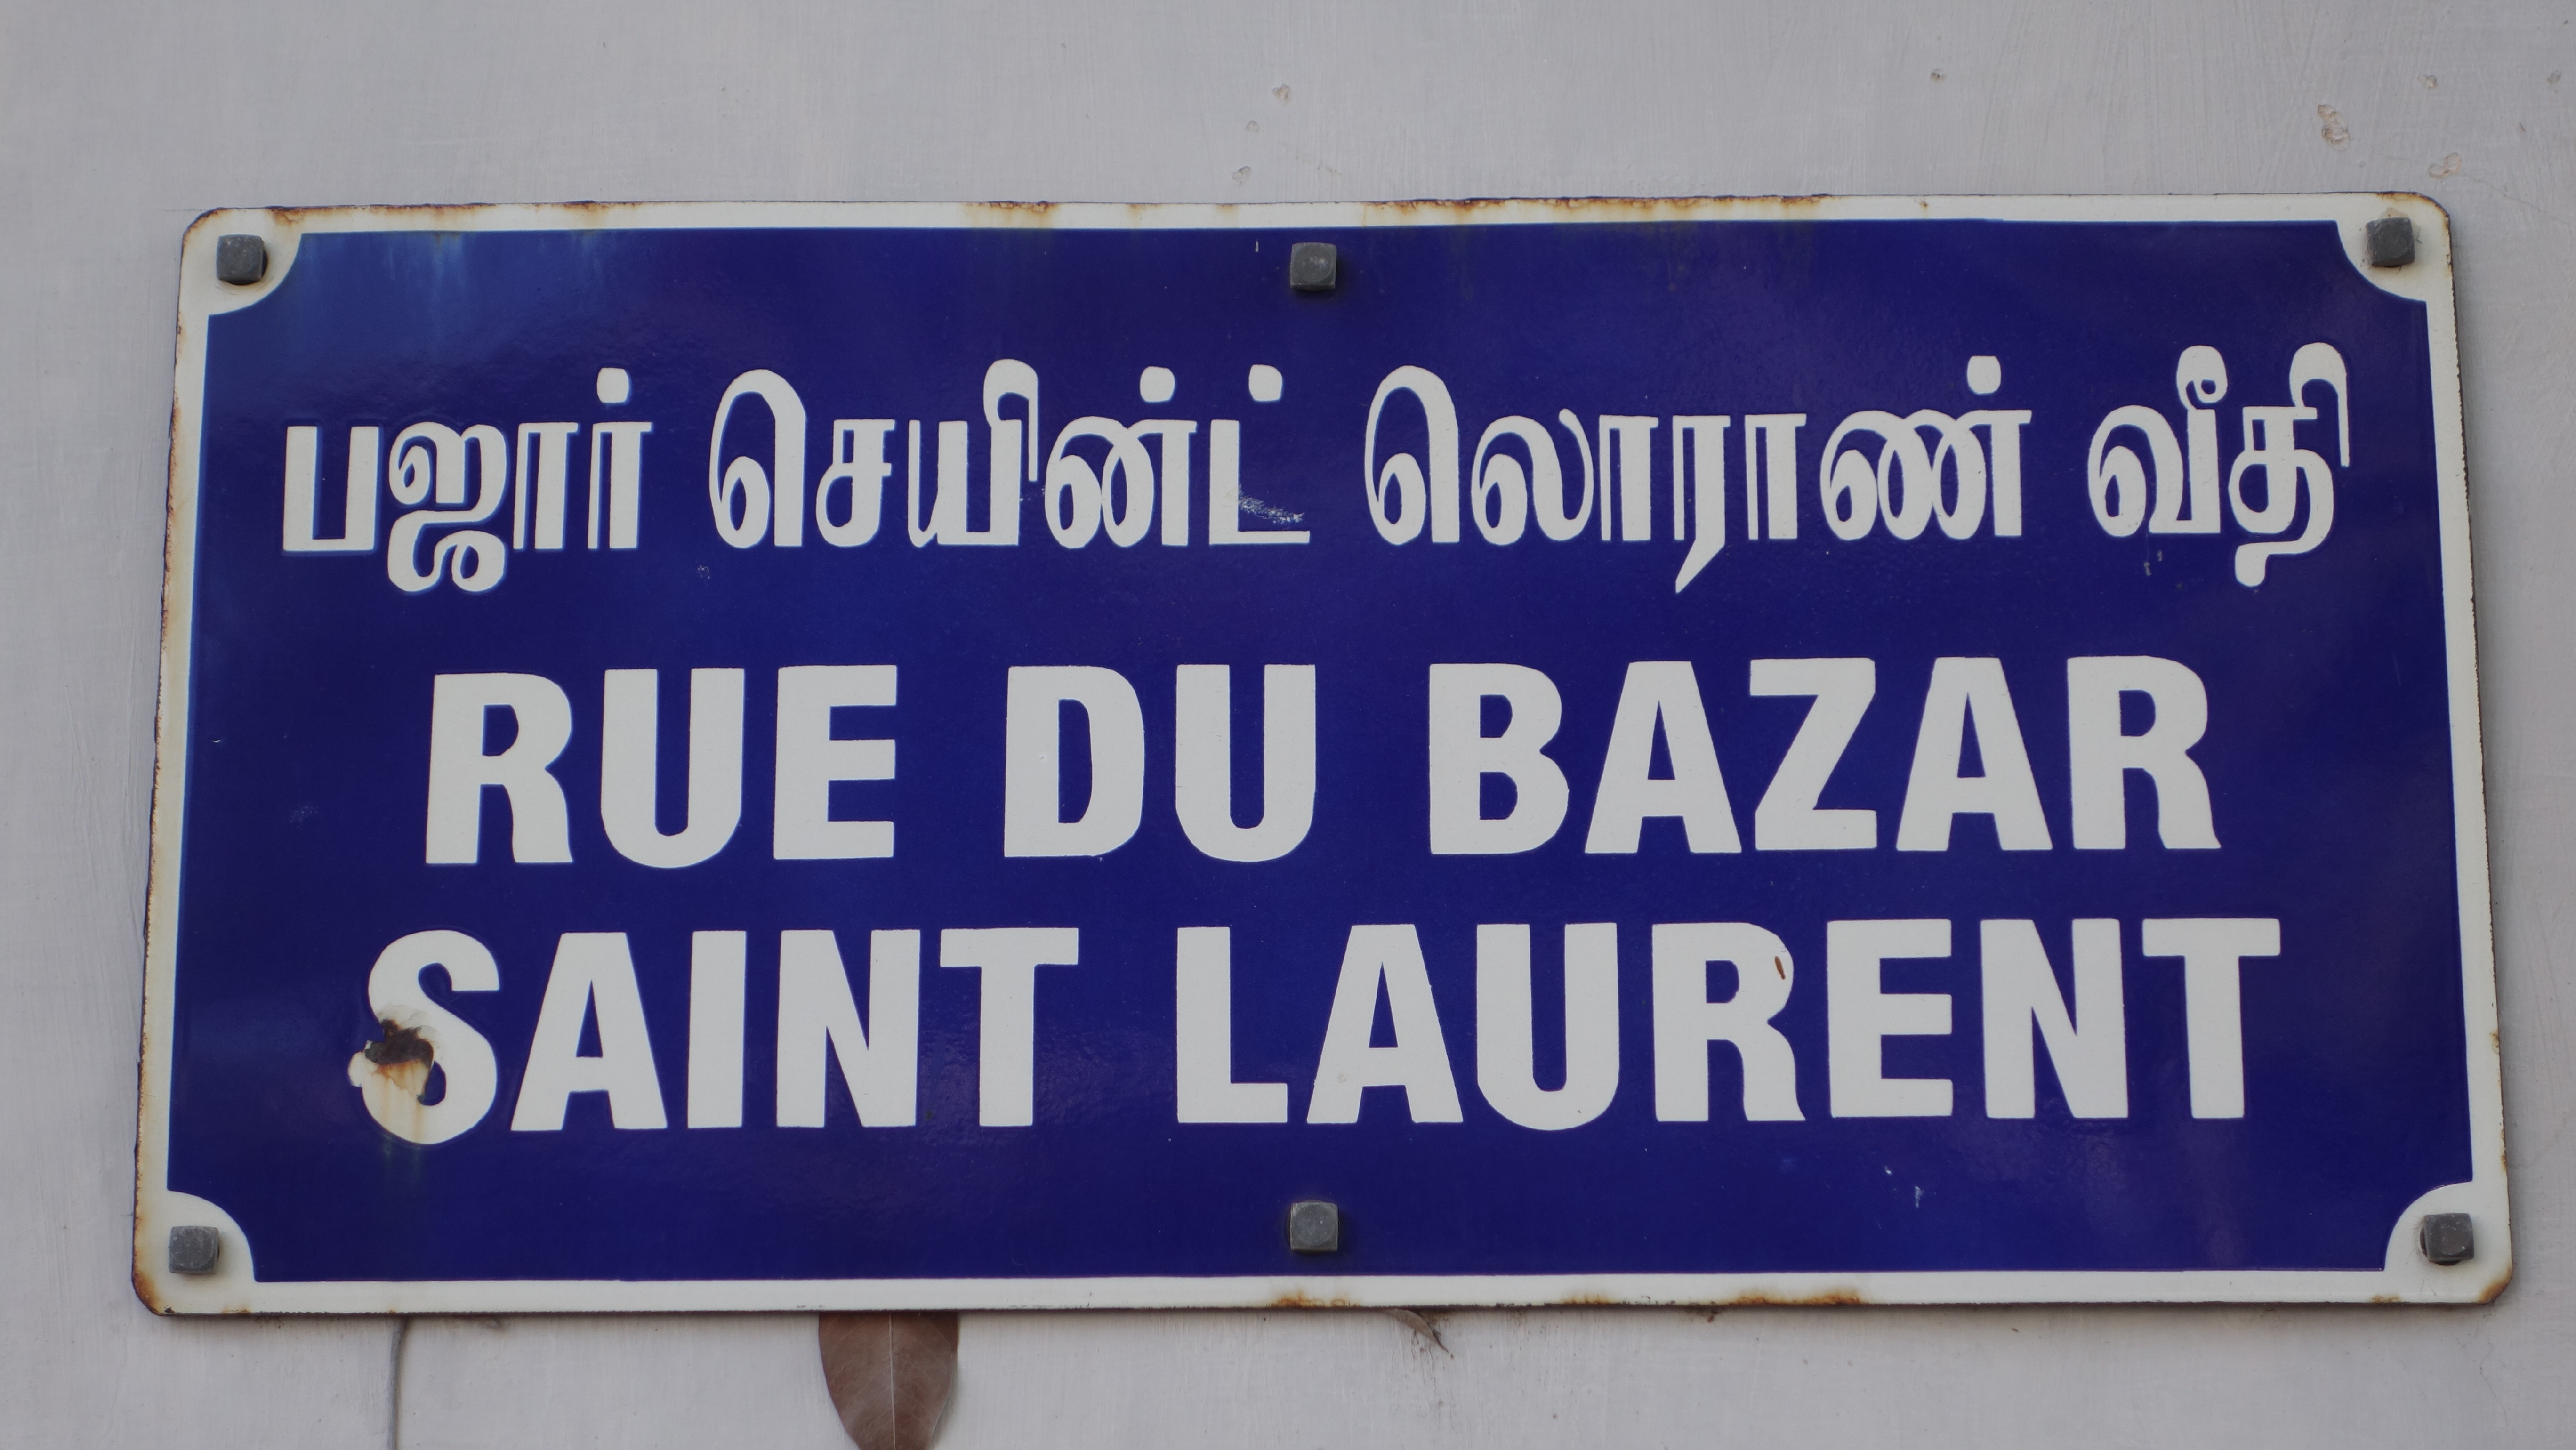 பஜார் செயின்ட் லொராண் வீதி
RUE DU BAZAR
SAINT LAURENT